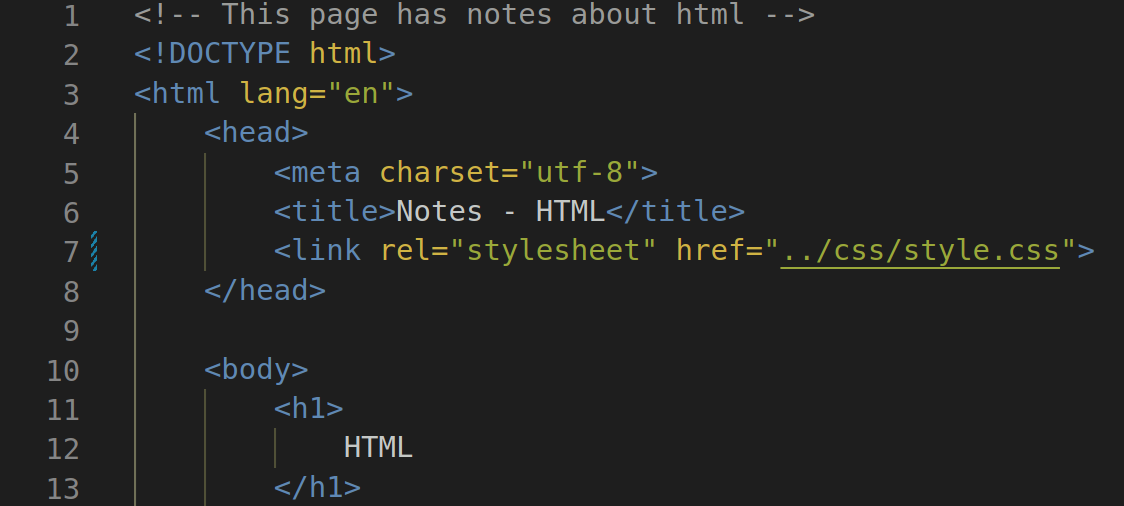 1 <!-- This page has notes about html -->
2 <!DOCTYPE html>
3 <html lang="en">
4     <head>
5         <meta charset="utf-8">
6         <title>Notes - HTML</title>
7         <link rel="stylesheet" href="../css/style.css">
8     </head>
9
10     <body>
11         <h1>
12             HTML
13         </h1>